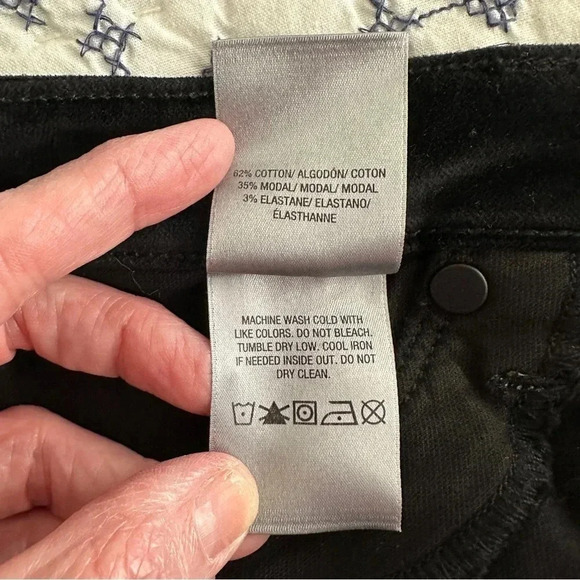 62% COTTON/ ALGODÓN/ COTON
35% MODAL/ MODAL/ MODAL
3% ELASTANE/ ELASTANO/
ÉLASTHANNE
MACHINE WASH COLD WITH
LIKE COLORS. DO NOT BLEACH.
TUMBLE DRY LOW. COOL IRON
IF NEEDED INSIDE OUT. DO NOT
DRY CLEAN.